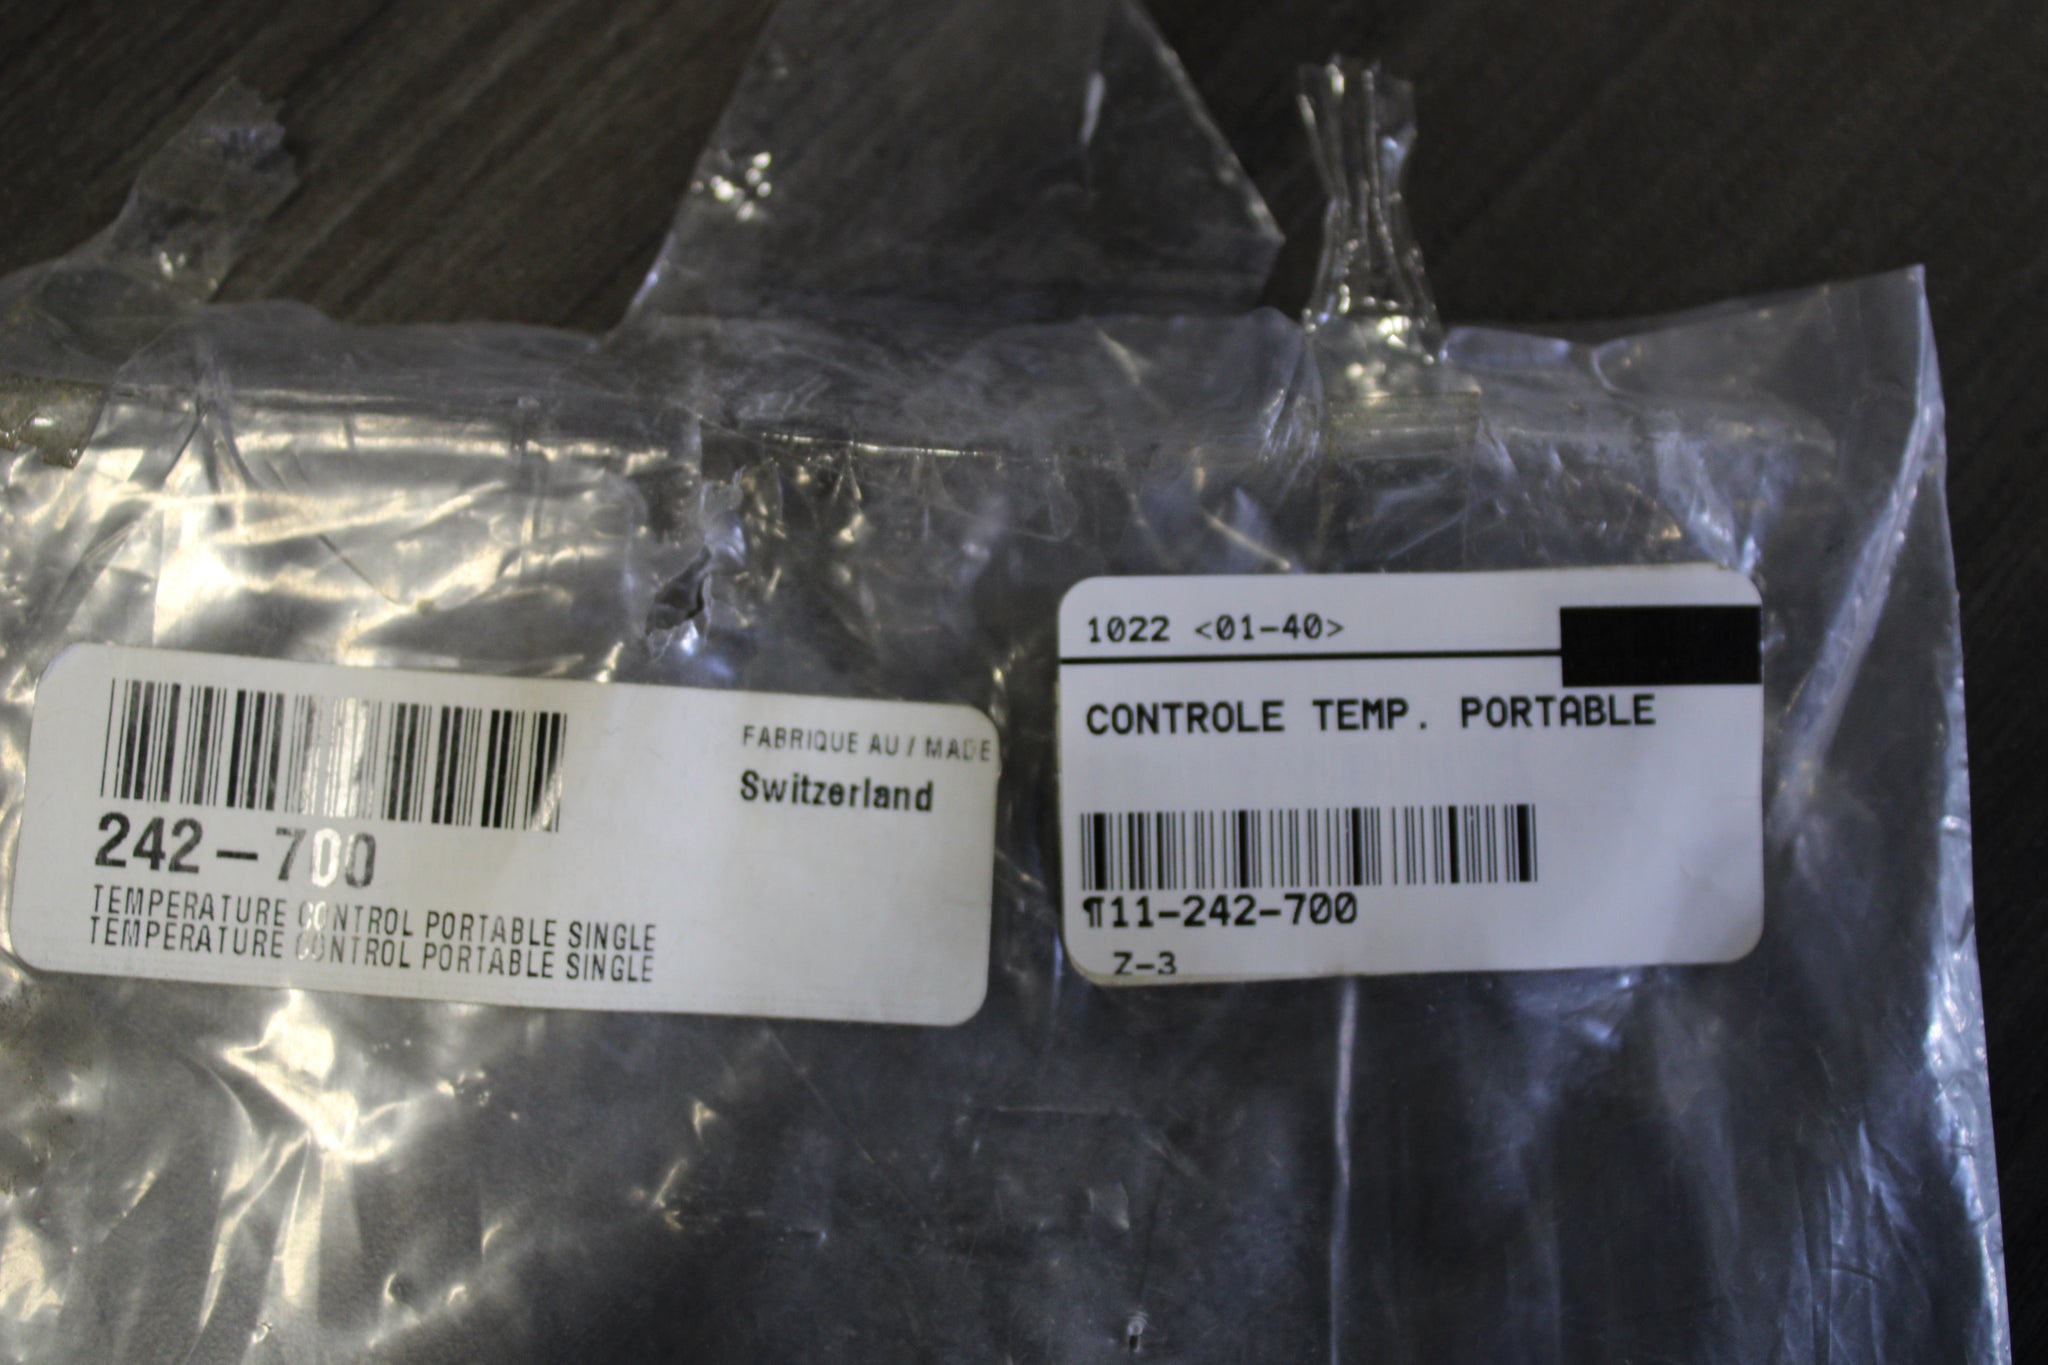 242-700
TEMPERATURE CONTROL PORTABLE SINGLE
TEMPERATURE CONTROL PORTABLE SINGLE
FABRIQUE AU / MADE
Switzerland
1022 <01-40>
CONTROLE TEMP. PORTABLE
¶11-242-700
Z-3